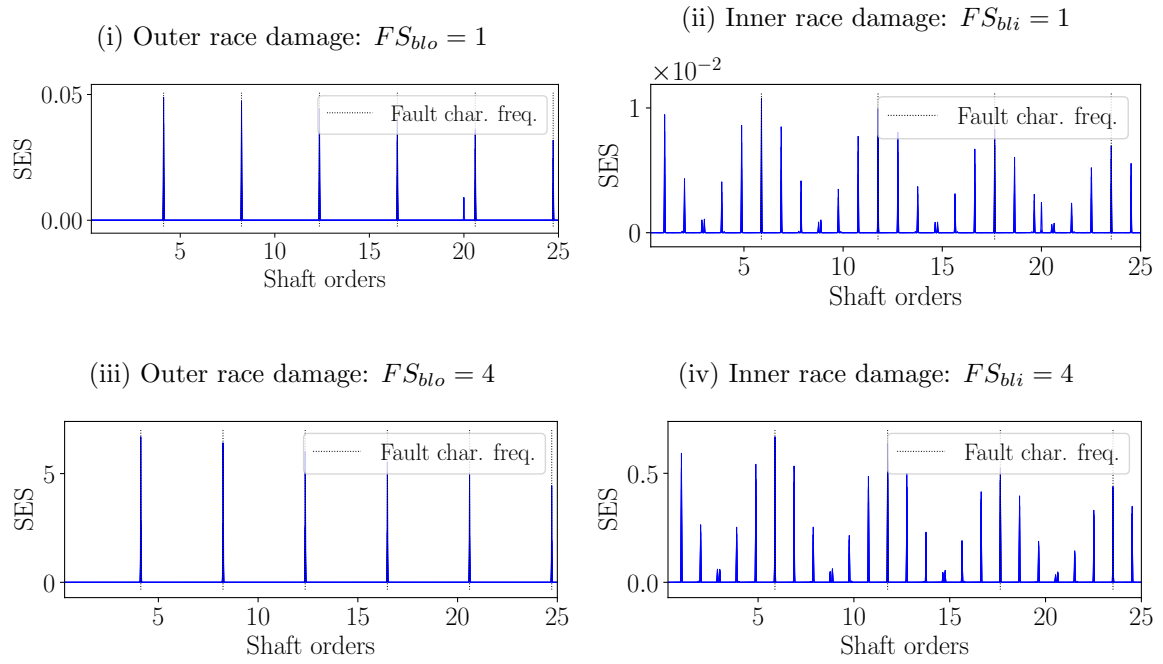 (i) Outer race damage: FS_blo = 1
0.05
0.00
SES
Fault char. freq.
5 10 15 20 25
Shaft orders
(ii) Inner race damage: FS_bli = 1
×10⁻²
1
0
SES
Fault char. freq.
5 10 15 20 25
Shaft orders
(iii) Outer race damage: FS_blo = 4
5
0
SES
Fault char. freq.
5 10 15 20 25
Shaft orders
(iv) Inner race damage: FS_bli = 4
0.5
0.0
SES
Fault char. freq.
5 10 15 20 25
Shaft orders